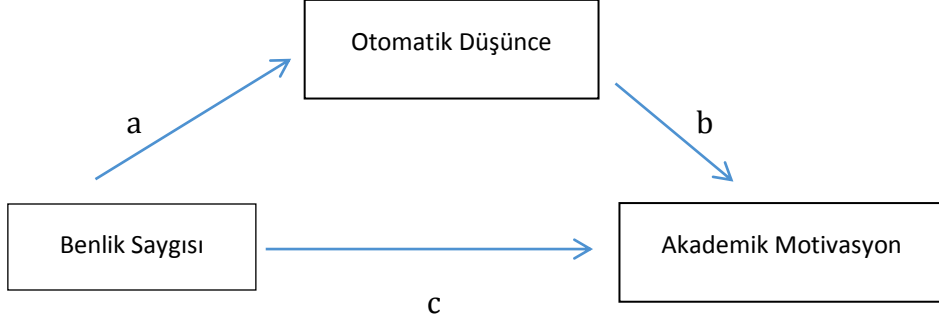 Otomatik Düşünce
a
b
Benlik Saygısı
Akademik Motivasyon
c